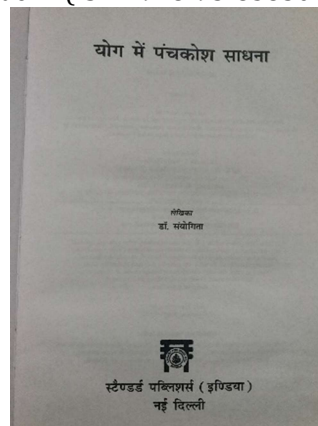 योग में पंचकोश साधना
लेखिका
डॉ. संयोगिता
स्टैण्डर्ड पब्लिशर्स ( इण्डिया )
नई दिल्ली